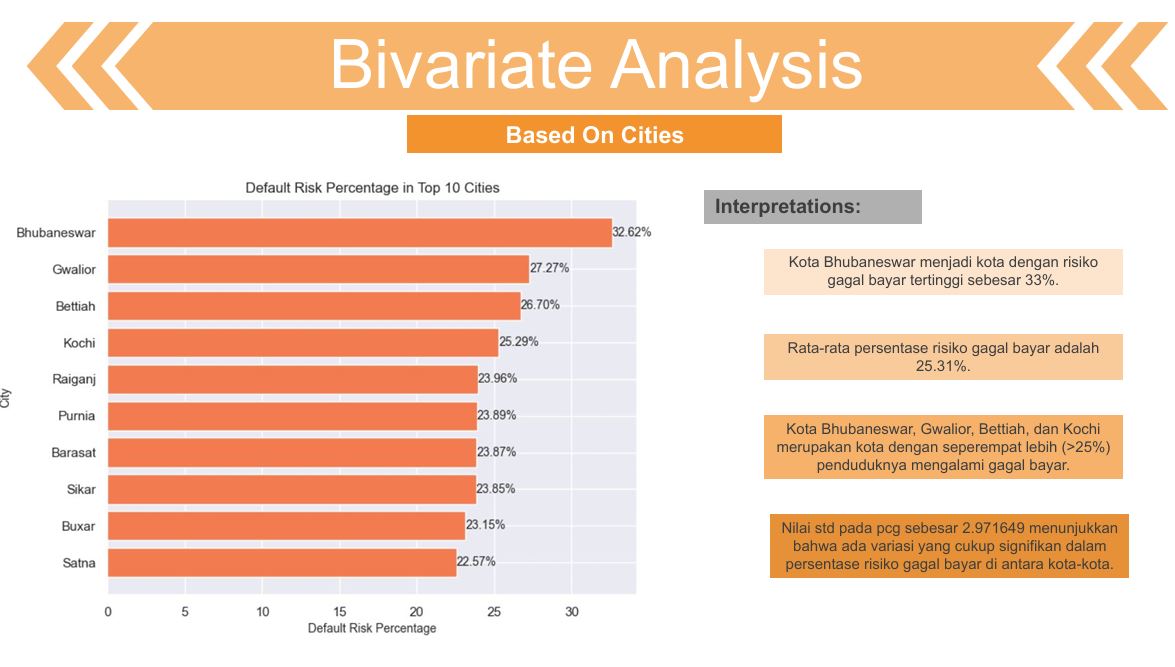 Bivariate Analysis
Based On Cities
Default Risk Percentage in Top 10 Cities
City
Bhubaneswar 32.62%
Gwalior 27.27%
Bettiah 26.70%
Kochi 25.29%
Raiganj 23.96%
Purnia 23.89%
Barasat 23.87%
Sikar 23.85%
Buxar 23.15%
Satna 22.57%
0 5 10 15 20 25 30
Default Risk Percentage
Interpretations:
Kota Bhubaneswar menjadi kota dengan risiko
gagal bayar tertinggi sebesar 33%.
Rata-rata persentase risiko gagal bayar adalah
25.31%.
Kota Bhubaneswar, Gwalior, Bettiah, dan Kochi
merupakan kota dengan seperempat lebih (>25%)
penduduknya mengalami gagal bayar.
Nilai std pada pcg sebesar 2.971649 menunjukkan
bahwa ada variasi yang cukup signifikan dalam
persentase risiko gagal bayar di antara kota-kota.